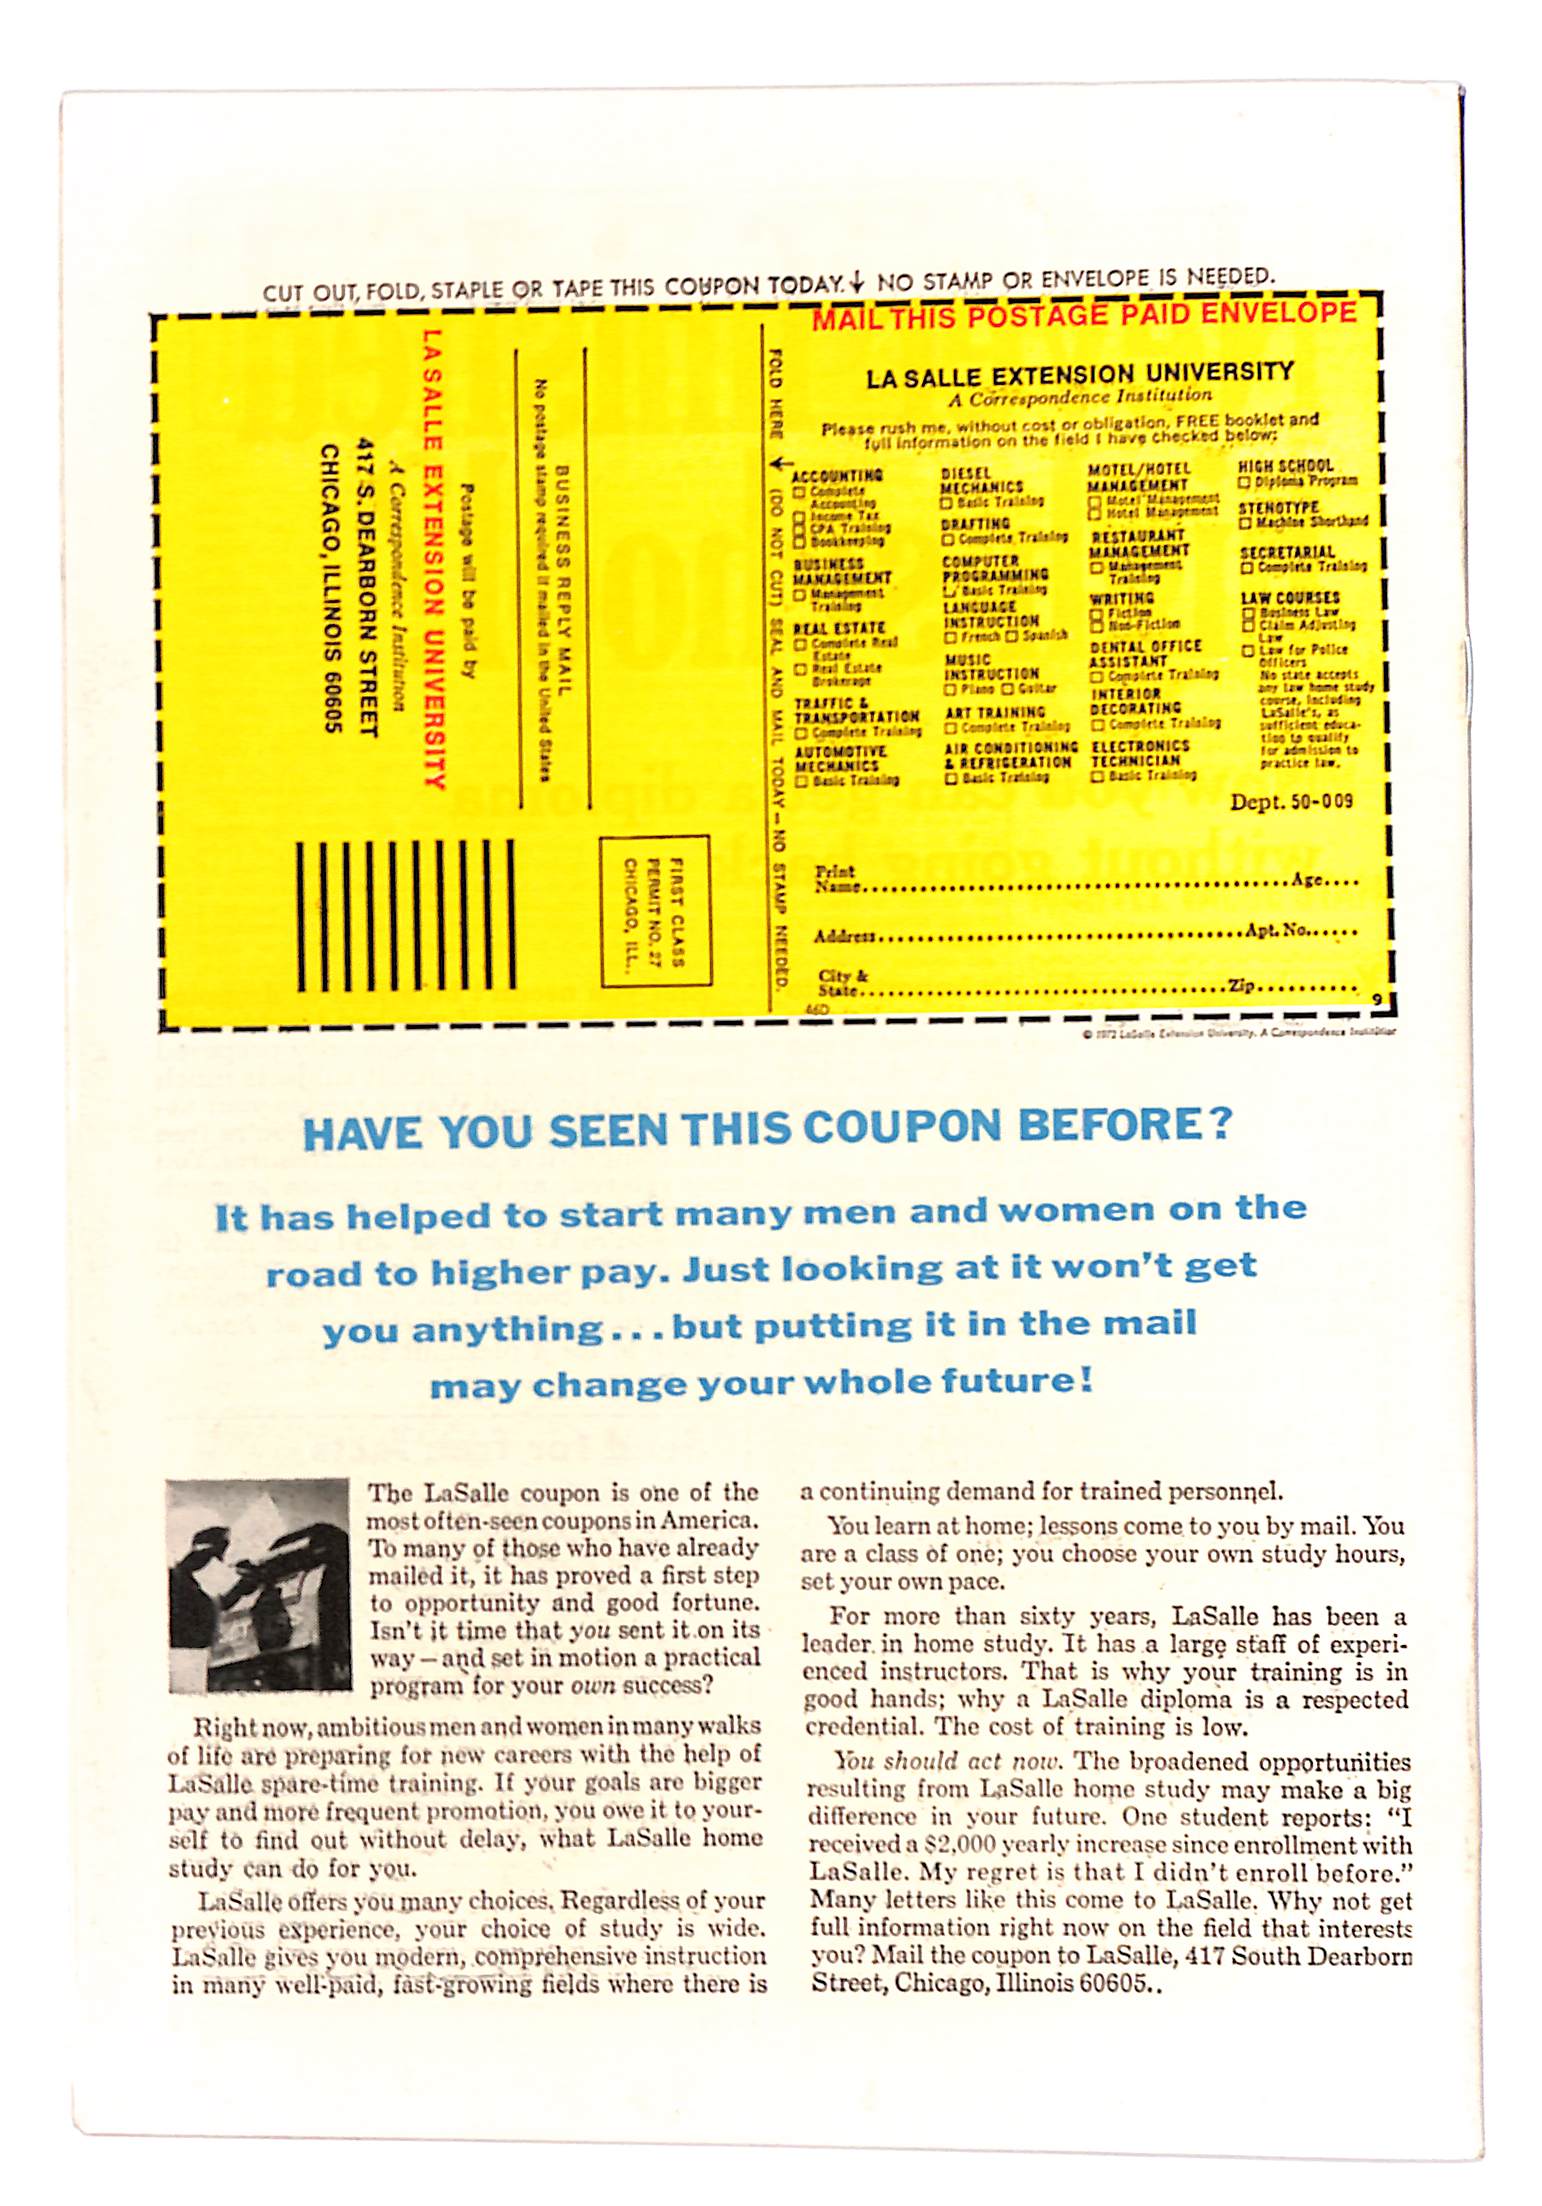 CUT OUT, FOLD, STAPLE OR TAPE THIS COUPON TODAY.↓ NO STAMP OR ENVELOPE IS NEEDED.
LA SALLE EXTENSION UNIVERSITY
A Correspondence Institution
417 S. DEARBORN STREET
CHICAGO, ILLINOIS 60605
Postage will be paid by
BUSINESS REPLY MAIL
No postage stamp required if mailed in the United States
FIRST CLASS
PERMIT NO. 27
CHICAGO, ILL..
FOLD HERE ↓ (DO NOT CUT) SEAL AND MAIL TODAY—NO STAMP NEEDED.
MAIL THIS POSTAGE PAID ENVELOPE
LA SALLE EXTENSION UNIVERSITY
A Correspondence Institution
Please rush me, without cost or obligation, FREE booklet and
full information on the field I have checked below:
ACCOUNTING
☐ Complete
Accounting
☐ Income Tax
☐ CPA Training
☐ Bookkeeping
BUSINESS
MANAGEMENT
☐ Management
Training
REAL ESTATE
☐ Complete Real
Estate
☐ Real Estate
Brokerage
TRAFFIC &
TRANSPORTATION
☐ Complete Training
AUTOMOTIVE
MECHANICS
☐ Basic Training
DIESEL
MECHANICS
☐ Basic Training
DRAFTING
☐ Complete Training
COMPUTER
PROGRAMMING
☐ Basic Training
LANGUAGE
INSTRUCTION
☐ French ☐ Spanish
MUSIC
INSTRUCTION
☐ Piano ☐ Guitar
ART TRAINING
☐ Complete Training
AIR CONDITIONING
& REFRIGERATION
☐ Basic Training
MOTEL/HOTEL
MANAGEMENT
☐ Motel Management
☐ Hotel Management
RESTAURANT
MANAGEMENT
☐ Management
Training
WRITING
☐ Fiction
☐ Non-Fiction
DENTAL OFFICE
ASSISTANT
☐ Complete Training
INTERIOR
DECORATING
☐ Complete Training
ELECTRONICS
TECHNICIAN
☐ Basic Training
HIGH SCHOOL
☐ Diploma Program
STENOTYPE
☐ Machine Shorthand
SECRETARIAL
☐ Complete Training
LAW COURSES
☐ Business Law
☐ Claim Adjusting
Law
☐ Law for Police
Officers
No state accepts
any law home study
course, including
LaSalle's, as
sufficient educa-
tion to qualify
for admission to
practice law.
Dept. 50-009
Print
Name........ Age....
Address........ Apt. No......
City &
State........ Zip..........
46D
9
© 1972 LaSalle Extension University. A Correspondence Institution
HAVE YOU SEEN THIS COUPON BEFORE?
It has helped to start many men and women on the
road to higher pay. Just looking at it won't get
you anything...but putting it in the mail
may change your whole future!
The LaSalle coupon is one of the
most often-seen coupons in America.
To many of those who have already
mailed it, it has proved a first step
to opportunity and good fortune.
Isn't it time that you sent it on its
way—and set in motion a practical
program for your own success?
Right now, ambitious men and women in many walks
of life are preparing for new careers with the help of
LaSalle spare-time training. If your goals are bigger
pay and more frequent promotion, you owe it to your-
self to find out without delay, what LaSalle home
study can do for you.
LaSalle offers you many choices. Regardless of your
previous experience, your choice of study is wide.
LaSalle gives you modern, comprehensive instruction
in many well-paid, fast-growing fields where there is
a continuing demand for trained personnel.
You learn at home; lessons come to you by mail. You
are a class of one; you choose your own study hours,
set your own pace.
For more than sixty years, LaSalle has been a
leader in home study. It has a large staff of experi-
enced instructors. That is why your training is in
good hands; why a LaSalle diploma is a respected
credential. The cost of training is low.
You should act now. The broadened opportunities
resulting from LaSalle home study may make a big
difference in your future. One student reports: "I
received a $2,000 yearly increase since enrollment with
LaSalle. My regret is that I didn't enroll before."
Many letters like this come to LaSalle. Why not get
full information right now on the field that interests
you? Mail the coupon to LaSalle, 417 South Dearborn
Street, Chicago, Illinois 60605..